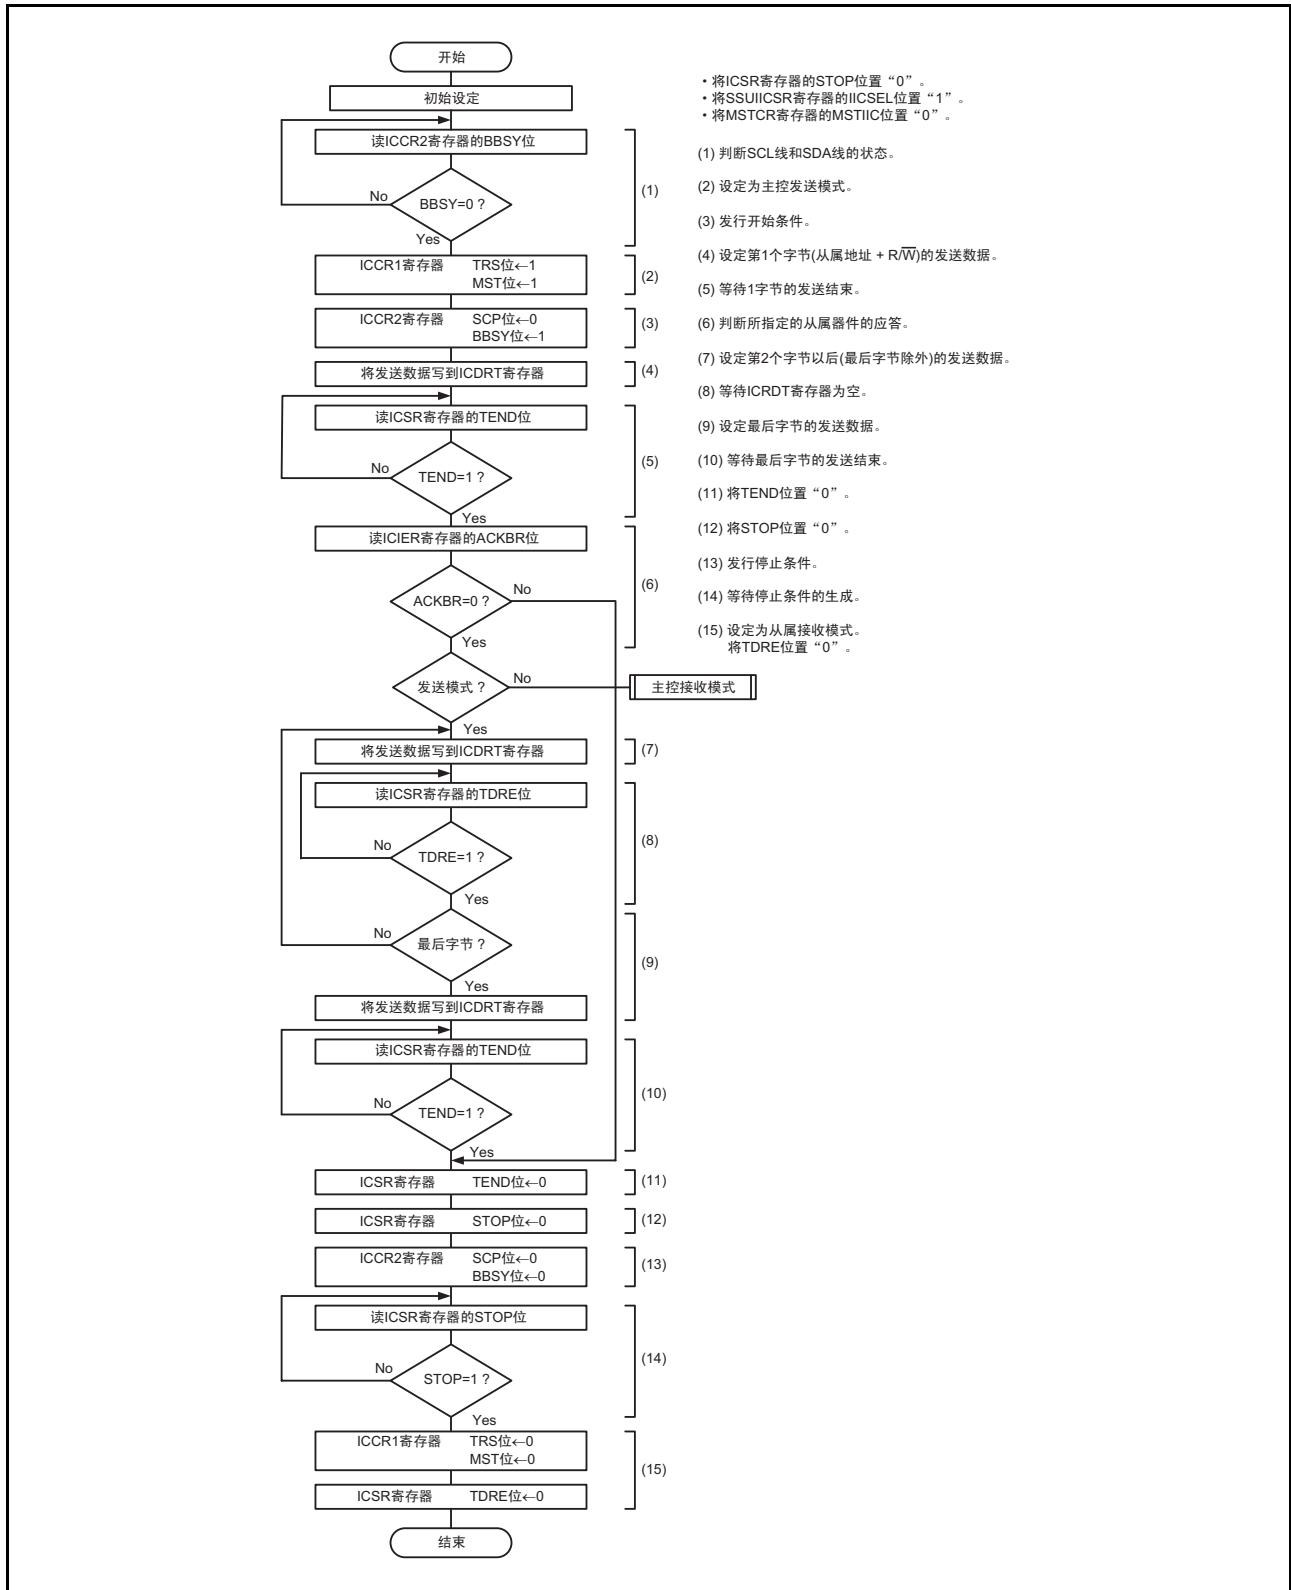 开始
初始设定
读ICCR2寄存器的BBSY位
No
BBSY=0 ?
Yes
(1)
ICCR1寄存器 TRS位←1
MST位←1
(2)
ICCR2寄存器 SCP位←0
BBSY位←1
(3)
将发送数据写到ICDRT寄存器
(4)
读ICSR寄存器的TEND位
No
TEND=1 ?
Yes
(5)
读ICIER寄存器的ACKBR位
ACKBR=0 ?
No
Yes
(6)
发送模式 ?
No
主控接收模式
Yes
将发送数据写到ICDRT寄存器
(7)
读ICSR寄存器的TDRE位
No
TDRE=1 ?
Yes
(8)
No
最后字节 ?
Yes
将发送数据写到ICDRT寄存器
(9)
读ICSR寄存器的TEND位
No
TEND=1 ?
Yes
(10)
ICSR寄存器 TEND位←0
(11)
ICSR寄存器 STOP位←0
(12)
ICCR2寄存器 SCP位←0
BBSY位←0
(13)
读ICSR寄存器的STOP位
No
STOP=1 ?
Yes
(14)
ICCR1寄存器 TRS位←0
MST位←0
ICSR寄存器 TDRE位←0
(15)
结束
・将ICSR寄存器的STOP位置“0”。
・将SSUIICSR寄存器的IICSEL位置“1”。
・将MSTCR寄存器的MSTIIC位置“0”。
(1) 判断SCL线和SDA线的状态。
(2) 设定为主控发送模式。
(3) 发行开始条件。
(4) 设定第1个字节(从属地址 + R/W̅)的发送数据。
(5) 等待1字节的发送结束。
(6) 判断所指定的从属器件的应答。
(7) 设定第2个字节以后(最后字节除外)的发送数据。
(8) 等待ICRDT寄存器为空。
(9) 设定最后字节的发送数据。
(10) 等待最后字节的发送结束。
(11) 将TEND位置“0”。
(12) 将STOP位置“0”。
(13) 发行停止条件。
(14) 等待停止条件的生成。
(15) 设定为从属接收模式。
将TDRE位置“0”。